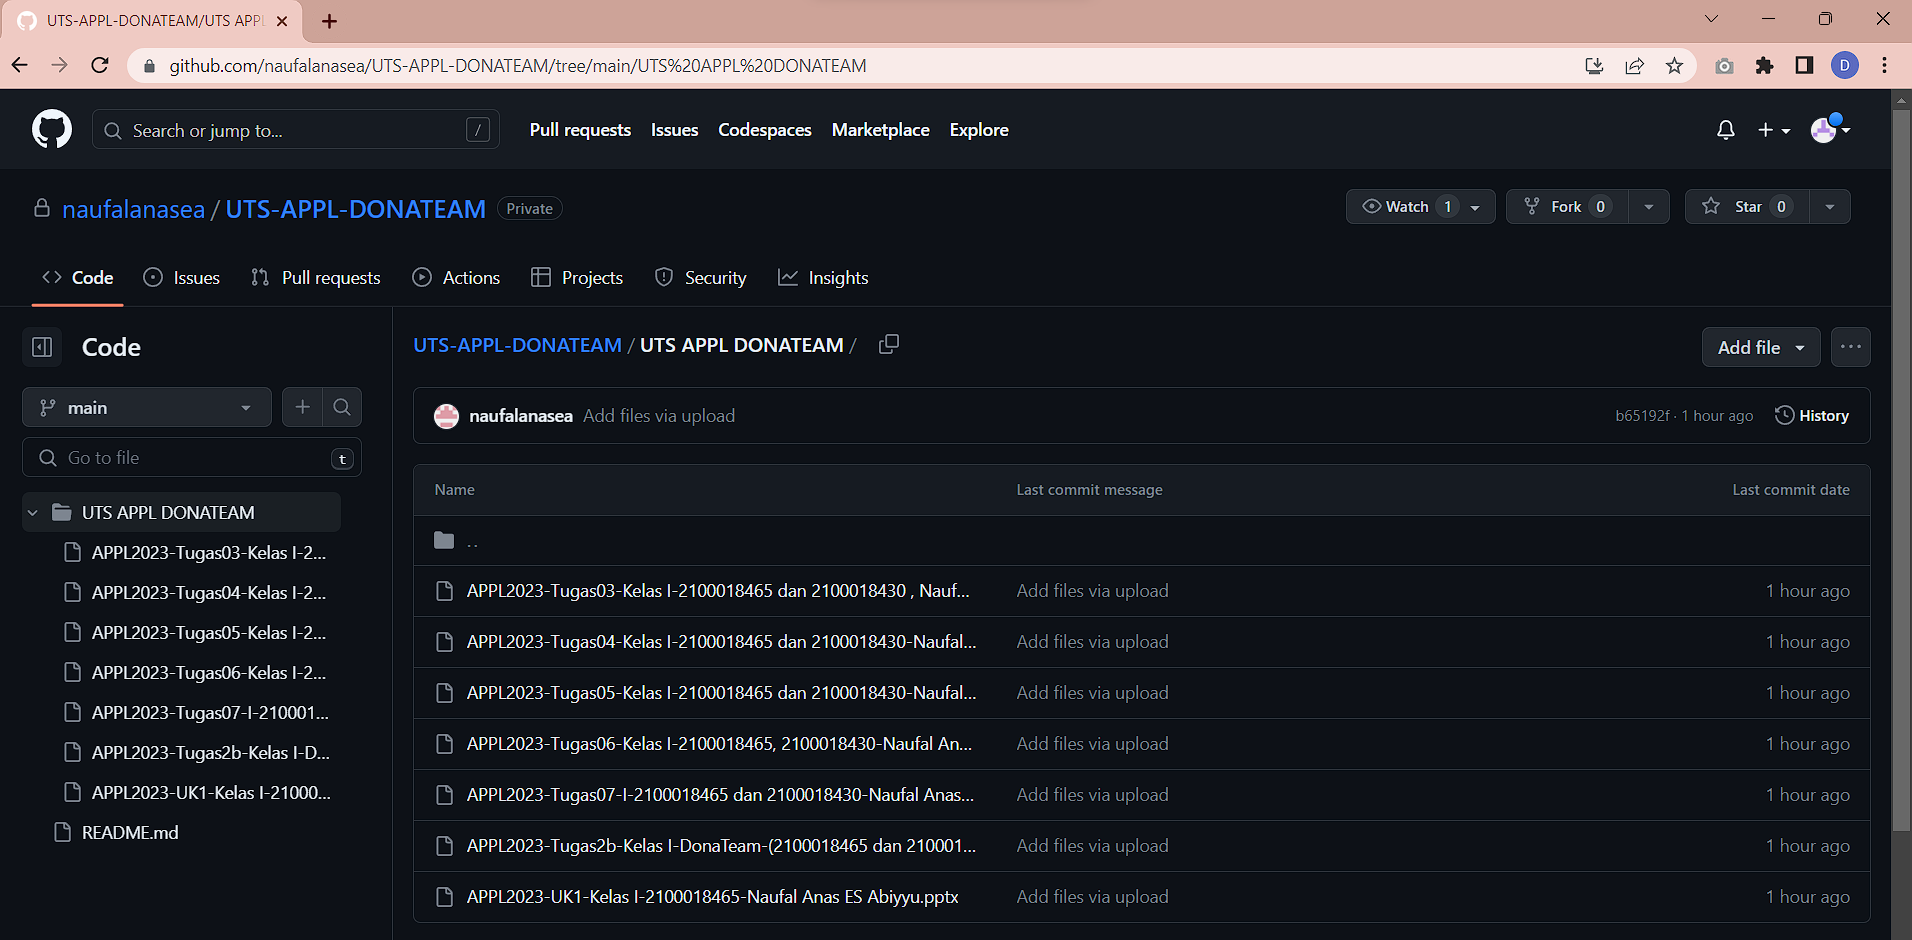 UTS-APPL-DONATEAM/UTS APPL
github.com/naufalanasea/UTS-APPL-DONATEAM/tree/main/UTS%20APPL%20DONATEAM
D
Search or jump to...
/
Pull requests
Issues
Codespaces
Marketplace
Explore
naufalanasea / UTS-APPL-DONATEAM
Private
Watch 1
Fork 0
Star 0
Code
Issues
Pull requests
Actions
Projects
Security
Insights
Code
main
Go to file
t
UTS APPL DONATEAM
APPL2023-Tugas03-Kelas I-2...
APPL2023-Tugas04-Kelas I-2...
APPL2023-Tugas05-Kelas I-2...
APPL2023-Tugas06-Kelas I-2...
APPL2023-Tugas07-I-210001...
APPL2023-Tugas2b-Kelas I-D...
APPL2023-UK1-Kelas I-21000...
README.md
UTS-APPL-DONATEAM / UTS APPL DONATEAM /
Add file
...
naufalanasea Add files via upload
b65192f · 1 hour ago
History
Name Last commit message Last commit date
..
APPL2023-Tugas03-Kelas I-2100018465 dan 2100018430 , Nauf... Add files via upload 1 hour ago
APPL2023-Tugas04-Kelas I-2100018465 dan 2100018430-Naufal... Add files via upload 1 hour ago
APPL2023-Tugas05-Kelas I-2100018465 dan 2100018430-Naufal... Add files via upload 1 hour ago
APPL2023-Tugas06-Kelas I-2100018465, 2100018430-Naufal An... Add files via upload 1 hour ago
APPL2023-Tugas07-I-2100018465 dan 2100018430-Naufal Anas... Add files via upload 1 hour ago
APPL2023-Tugas2b-Kelas I-DonaTeam-(2100018465 dan 210001... Add files via upload 1 hour ago
APPL2023-UK1-Kelas I-2100018465-Naufal Anas ES Abiyyu.pptx Add files via upload 1 hour ago